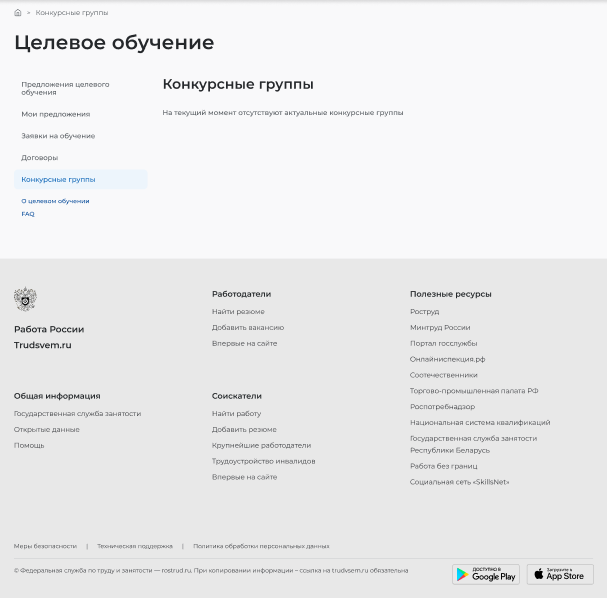 > Конкурсные группы
Целевое обучение
Предложения целевого
обучения
Мои предложения
Заявки на обучение
Договоры
Конкурсные группы
О целевом обучении
FAQ
Конкурсные группы
На текущий момент отсутствуют актуальные конкурсные группы
Работа России
Trudsvem.ru
Работодатели
Найти резюме
Добавить вакансию
Впервые на сайте
Полезные ресурсы
Роструд
Минтруд России
Портал госслужбы
Онлайнинспекция.рф
Соотечественники
Торгово-промышленная палата РФ
Роспотребнадзор
Национальная система квалификаций
Государственная служба занятости
Республики Беларусь
Работа без границ
Социальная сеть «SkillsNet»
Общая информация
Государственная служба занятости
Открытые данные
Помощь
Соискатели
Найти работу
Добавить резюме
Крупнейшие работодатели
Трудоустройство инвалидов
Впервые на сайте
Меры безопасности | Техническая поддержка | Политика обработки персональных данных
© Федеральная служба по труду и занятости — rostrud.ru. При копировании информации – ссылка на trudvsem.ru обязательна
ДОСТУПНО В
Google Play
Загрузите в
App Store